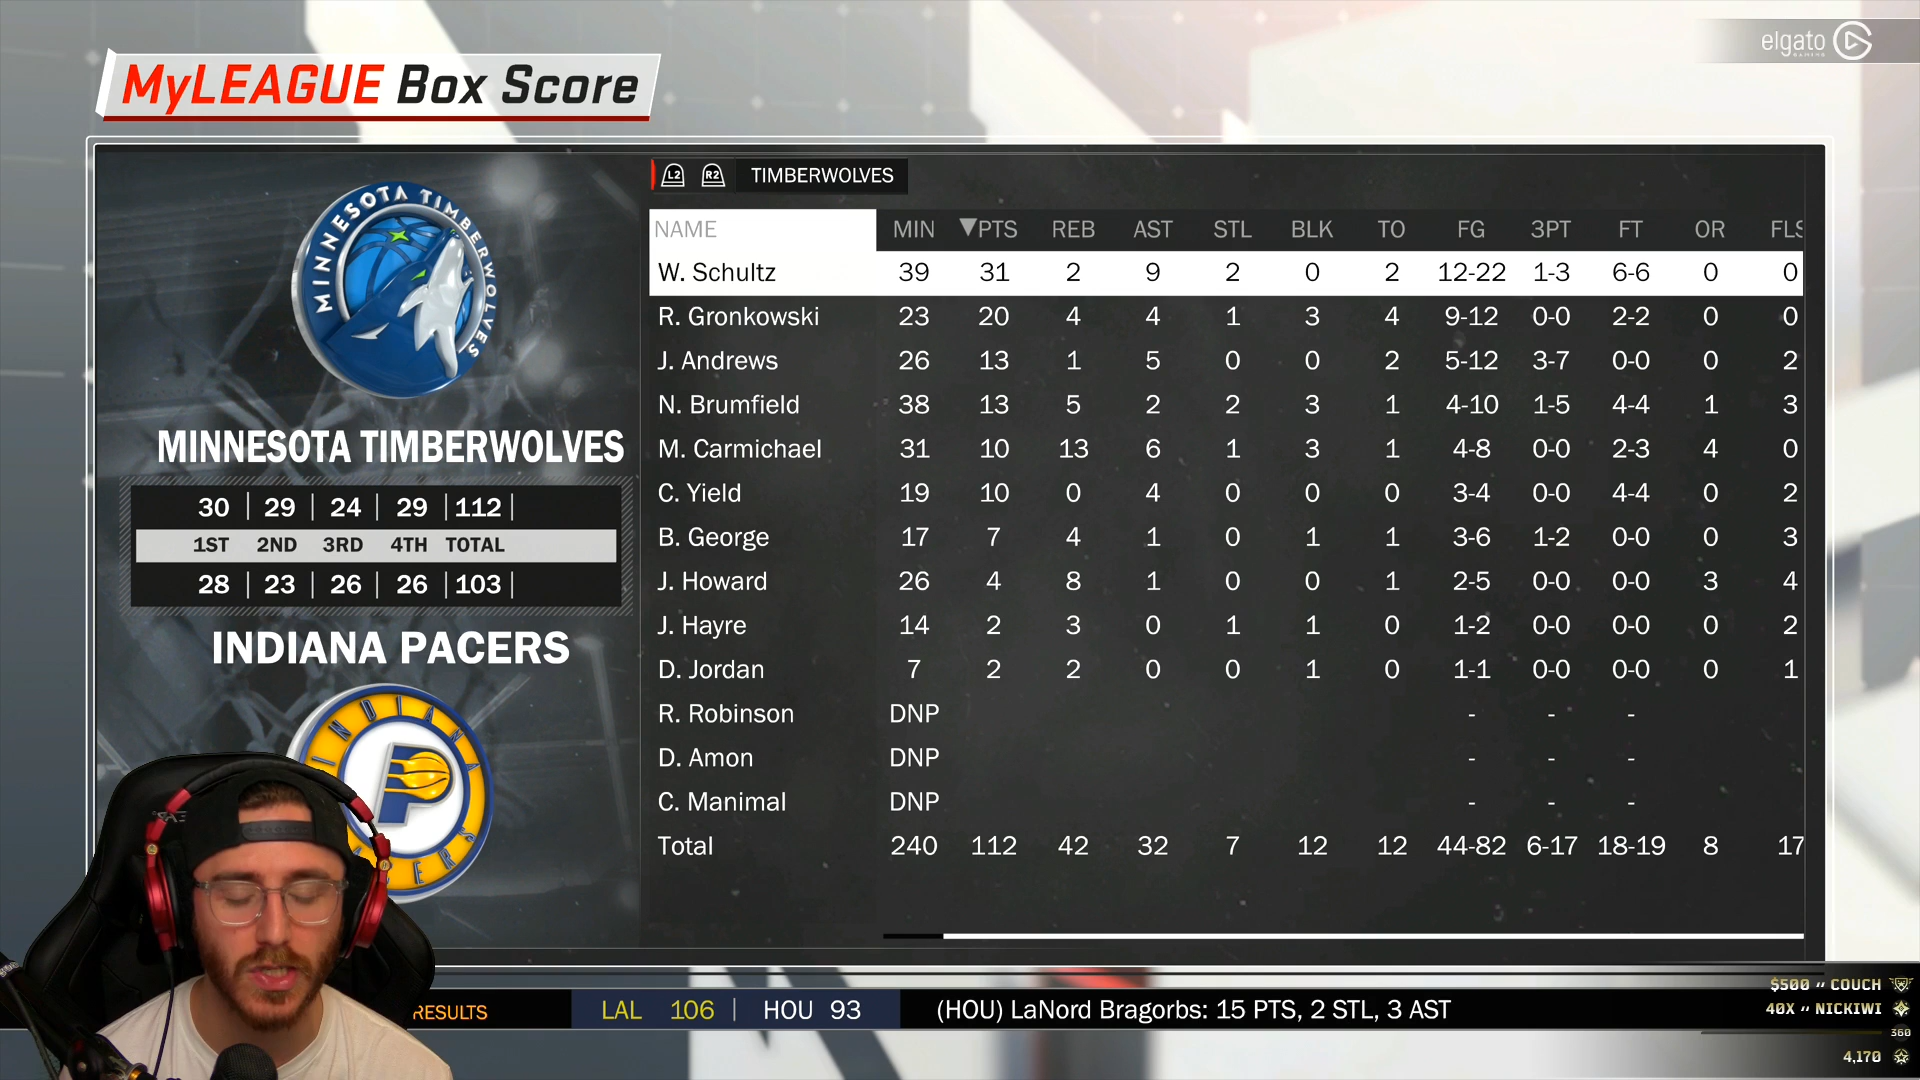 elgato
GAMING
MyLEAGUE Box Score
L2 R2 TIMBERWOLVES
MINNESOTA TIMBERWOLVES
MINNESOTA TIMBERWOLVES
30 | 29 | 24 | 29 | 112 |
1ST 2ND 3RD 4TH TOTAL
28 | 23 | 26 | 26 | 103 |
INDIANA PACERS
INDIANA
P
NAME MIN ▼PTS REB AST STL BLK TO FG 3PT FT OR FLS
W. Schultz 39 31 2 9 2 0 2 12-22 1-3 6-6 0 0
R. Gronkowski 23 20 4 4 1 3 4 9-12 0-0 2-2 0 0
J. Andrews 26 13 1 5 0 0 2 5-12 3-7 0-0 0 2
N. Brumfield 38 13 5 2 2 3 1 4-10 1-5 4-4 1 3
M. Carmichael 31 10 13 6 1 3 1 4-8 0-0 2-3 4 0
C. Yield 19 10 0 4 0 0 0 3-4 0-0 4-4 0 2
B. George 17 7 4 1 0 1 1 3-6 1-2 0-0 0 3
J. Howard 26 4 8 1 0 0 1 2-5 0-0 0-0 3 4
J. Hayre 14 2 3 0 1 1 0 1-2 0-0 0-0 0 2
D. Jordan 7 2 2 0 0 1 0 1-1 0-0 0-0 0 1
R. Robinson DNP - - -
D. Amon DNP - - -
C. Manimal DNP - - -
Total 240 112 42 32 7 12 12 44-82 6-17 18-19 8 17
RESULTS LAL 106 | HOU 93 (HOU) LaNord Bragorbs: 15 PTS, 2 STL, 3 AST
$500 // COUCH
40X // NICKIWI
360
4,170